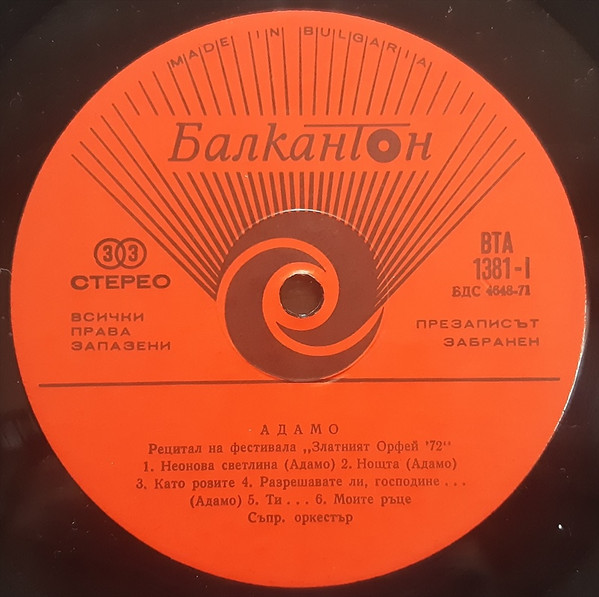 MADE IN BULGARIA
Балкантон
33
СТЕРЕО
ВСИЧКИ
ПРАВА
ЗАПАЗЕНИ
ВТА
1381-I
БДС 4648-71
ПРЕЗАПИСЪТ
ЗАБРАНЕН
АДАМО
Рецитал на фестивала „Златният Орфей '72“
1. Неонова светлина (Адамо) 2. Нощта (Адамо)
3. Като розите 4. Разрешавате ли, господине . . .
(Адамо) 5. Ти . . . 6. Моите ръце
Съпр. оркестър